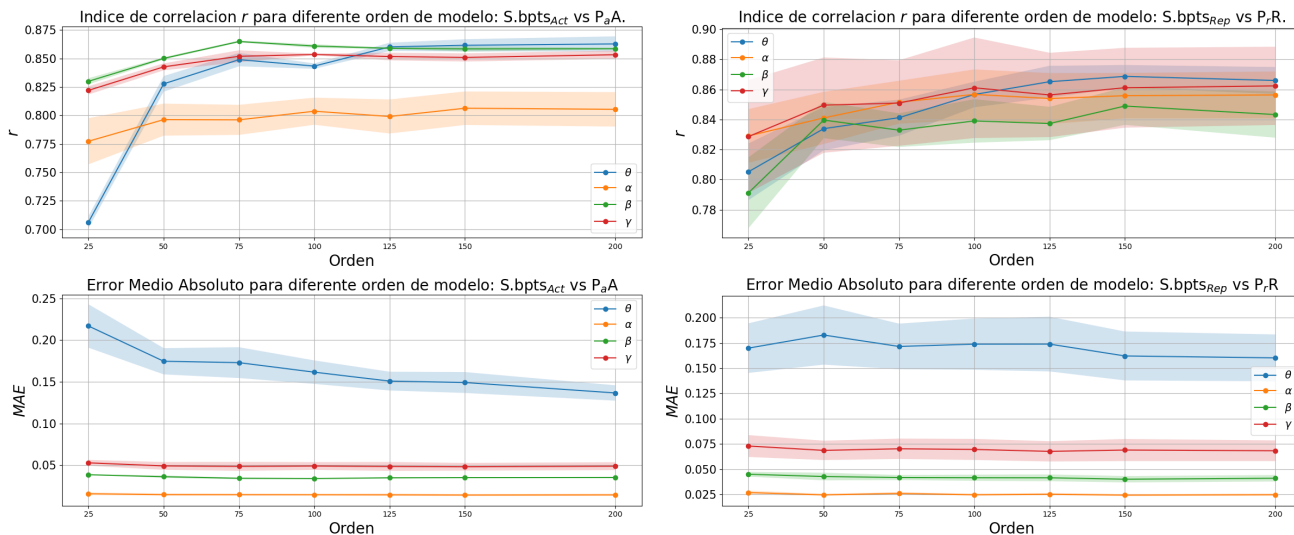 Indice de correlacion r para diferente orden de modelo: S.bpts_Act vs P_aA.
0.875
0.850
0.825
0.800
0.775
0.750
0.725
0.700
r
θ
α
β
γ
25 50 75 100 125 150 200
Orden
Indice de correlacion r para diferente orden de modelo: S.bpts_Rep vs P_rR.
0.90
0.88
0.86
0.84
0.82
0.80
0.78
r
θ
α
β
γ
25 50 75 100 125 150 200
Orden
Error Medio Absoluto para diferente orden de modelo: S.bpts_Act vs P_aA
0.25
0.20
0.15
0.10
0.05
MAE
θ
α
β
γ
25 50 75 100 125 150 200
Orden
Error Medio Absoluto para diferente orden de modelo: S.bpts_Rep vs P_rR
0.200
0.175
0.150
0.125
0.100
0.075
0.050
0.025
MAE
θ
α
β
γ
25 50 75 100 125 150 200
Orden